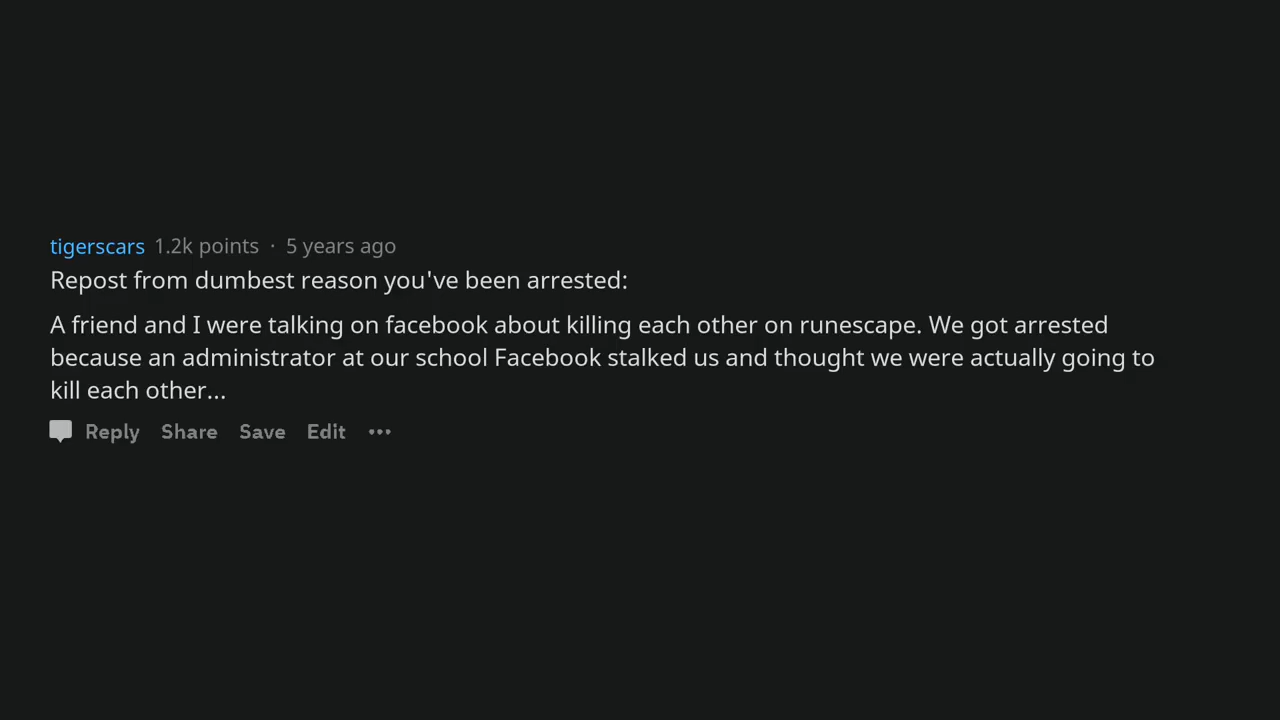 tigerscars 1.2k points · 5 years ago
Repost from dumbest reason you've been arrested:
A friend and I were talking on facebook about killing each other on runescape. We got arrested
because an administrator at our school Facebook stalked us and thought we were actually going to
kill each other...
Reply Share Save Edit •••